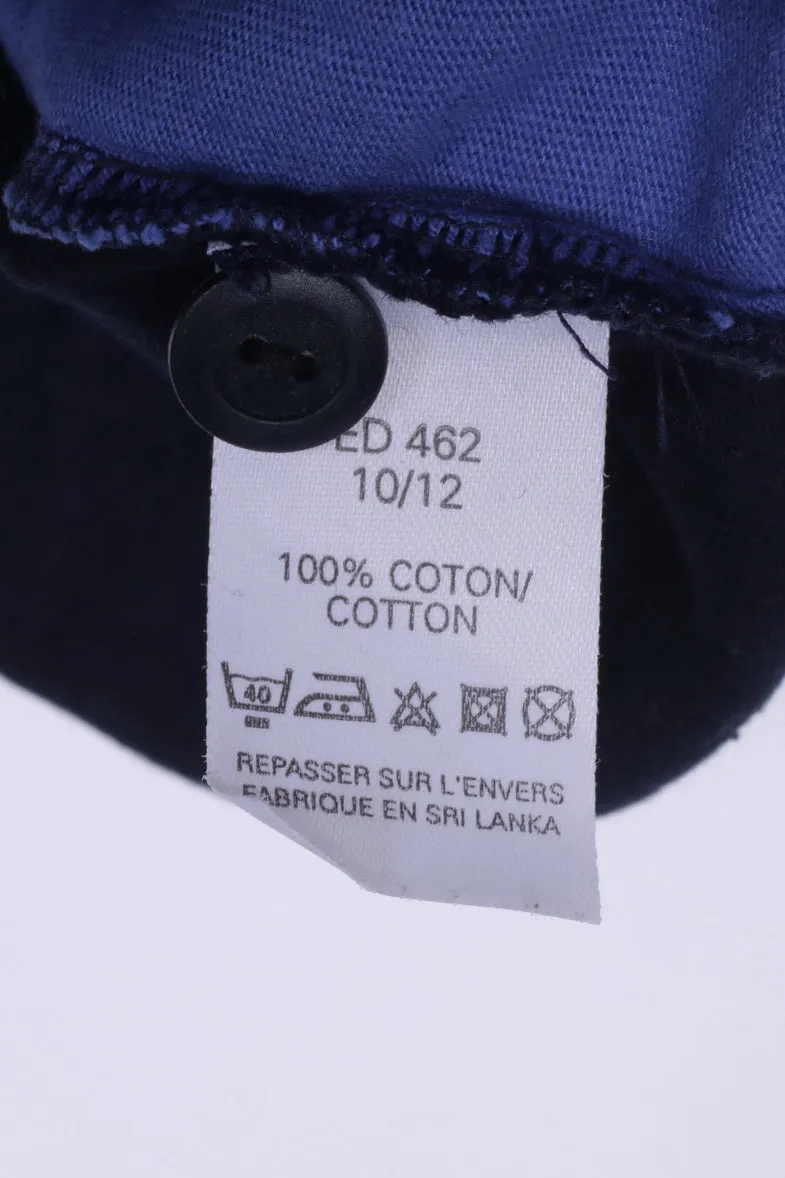 ED 462
10/12
100% COTON/
COTTON
40
REPASSER SUR L'ENVERS
FABRIQUE EN SRI LANKA